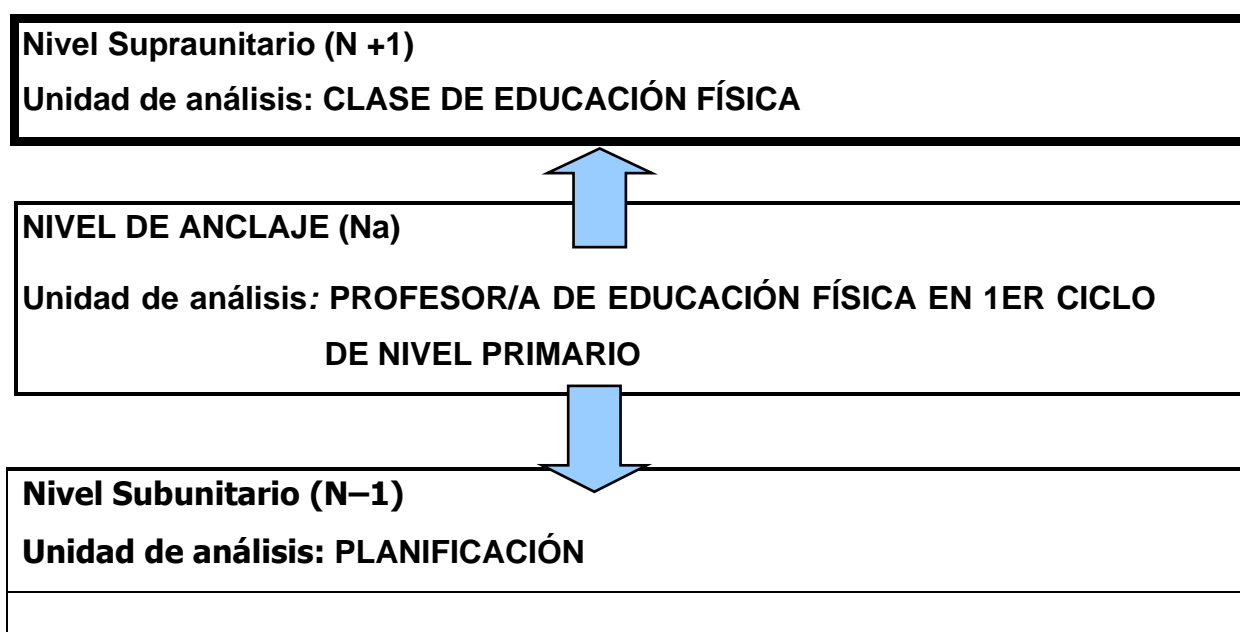 Nivel Supraunitario (N +1)
Unidad de análisis: CLASE DE EDUCACIÓN FÍSICA
NIVEL DE ANCLAJE (Na)
Unidad de análisis: PROFESOR/A DE EDUCACIÓN FÍSICA EN 1ER CICLO
DE NIVEL PRIMARIO
Nivel Subunitario (N–1)
Unidad de análisis: PLANIFICACIÓN